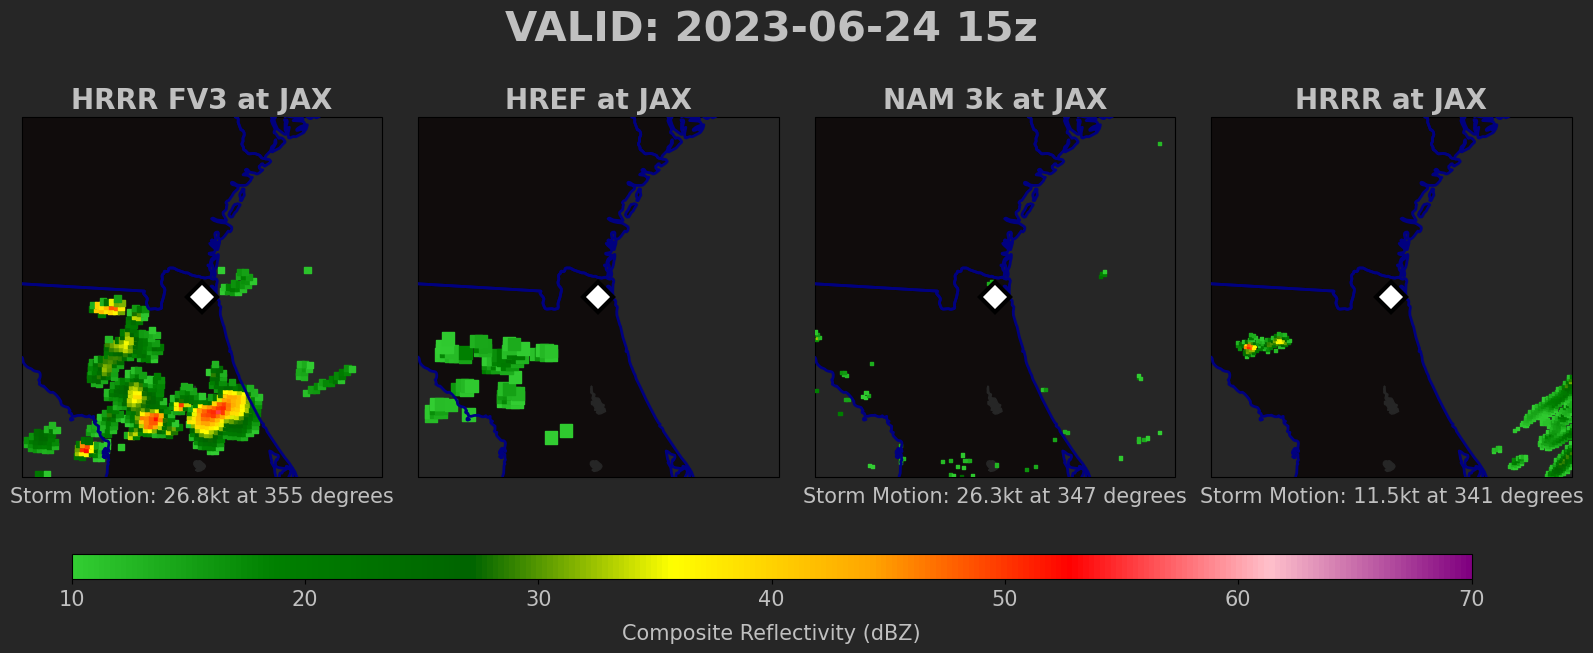 VALID: 2023-06-24 15z
HRRR FV3 at JAX
HREF at JAX
NAM 3k at JAX
HRRR at JAX
Storm Motion: 26.8kt at 355 degrees
Storm Motion: 26.3kt at 347 degrees
Storm Motion: 11.5kt at 341 degrees
10 20 30 40 50 60 70
Composite Reflectivity (dBZ)